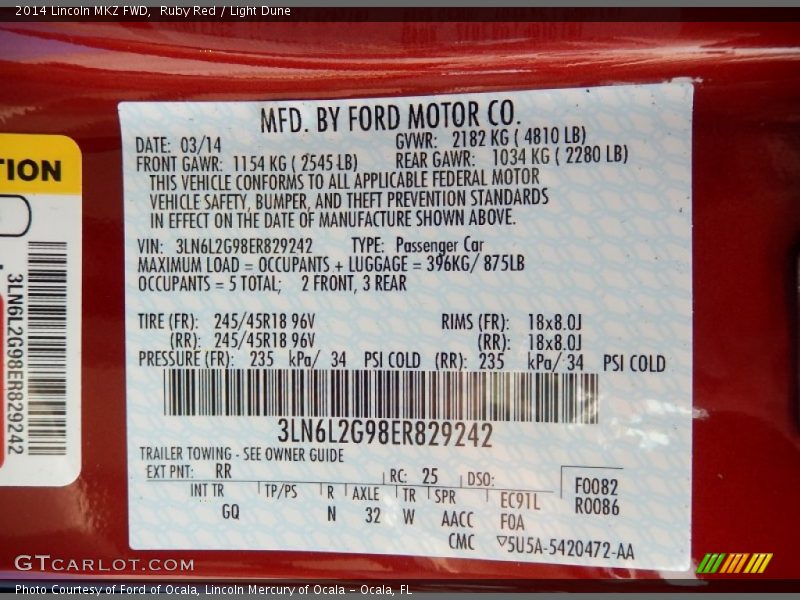 2014 Lincoln MKZ FWD,  Ruby Red / Light Dune
TION
3LN6L2G98ER829242
MFD. BY FORD MOTOR CO.
DATE: 03/14 GVWR: 2182 KG ( 4810 LB)
FRONT GAWR: 1154 KG ( 2545 LB) REAR GAWR: 1034 KG ( 2280 LB)
THIS VEHICLE CONFORMS TO ALL APPLICABLE FEDERAL MOTOR
VEHICLE SAFETY, BUMPER, AND THEFT PREVENTION STANDARDS
IN EFFECT ON THE DATE OF MANUFACTURE SHOWN ABOVE.
VIN: 3LN6L2G98ER829242 TYPE: Passenger Car
MAXIMUM LOAD = OCCUPANTS + LUGGAGE = 396KG/ 875LB
OCCUPANTS = 5 TOTAL; 2 FRONT, 3 REAR
TIRE (FR): 245/45R18 96V RIMS (FR): 18x8.0J
(RR): 245/45R18 96V (RR): 18x8.0J
PRESSURE (FR): 235 kPa/ 34 PSI COLD (RR): 235 kPa/ 34 PSI COLD
3LN6L2G98ER829242
TRAILER TOWING - SEE OWNER GUIDE
EXT PNT: RR RC: 25 DSO: F0082
INT TR TP/PS R AXLE TR SPR EC91L R0086
GQ N 32 W AACC FOA
CMC ▽5U5A-5420472-AA
GTCARLOT.COM
Photo Courtesy of Ford of Ocala, Lincoln Mercury of Ocala – Ocala, FL